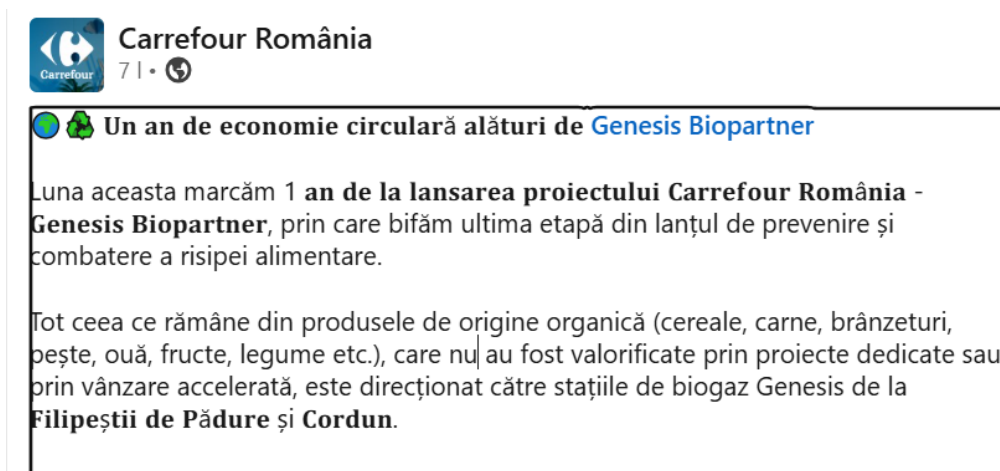 Carrefour România
Carrefour
7 l •
🌍♻ Un an de economie circulară alături de Genesis Biopartner
Luna aceasta marcăm 1 an de la lansarea proiectului Carrefour România -
Genesis Biopartner, prin care bifăm ultima etapă din lanțul de prevenire și
combatere a risipei alimentare.
Tot ceea ce rămâne din produsele de origine organică (cereale, carne, brânzeturi,
pește, ouă, fructe, legume etc.), care nu au fost valorificate prin proiecte dedicate sau
prin vânzare accelerată, este direcționat către stațiile de biogaz Genesis de la
Filipeștii de Pădure și Cordun.